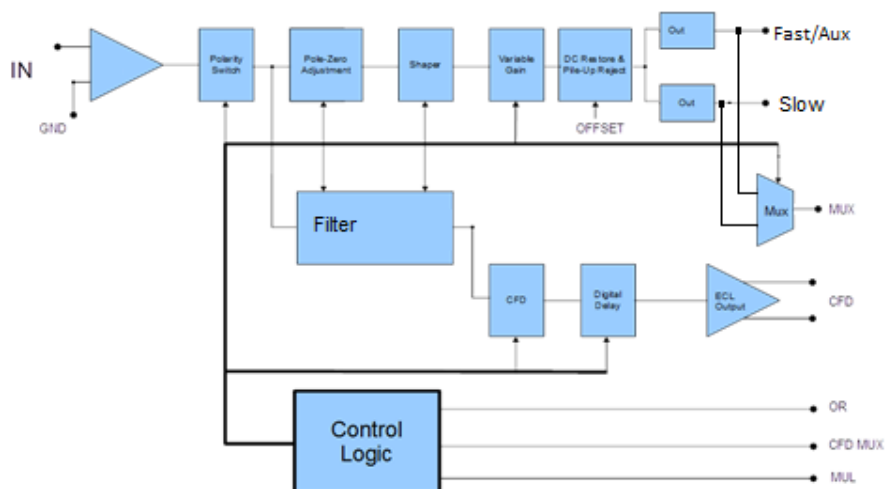 IN
GND
Polarity
Switch
Pole-Zero
Adjustment
Shaper
Variable
Gain
DC Restore &
Pile-Up Reject
OFFSET
Out
Fast/Aux
Out
Slow
Mux
MUX
Filter
CFD
Digital
Delay
ECL
Output
CFD
Control
Logic
OR
CFD MUX
MUL